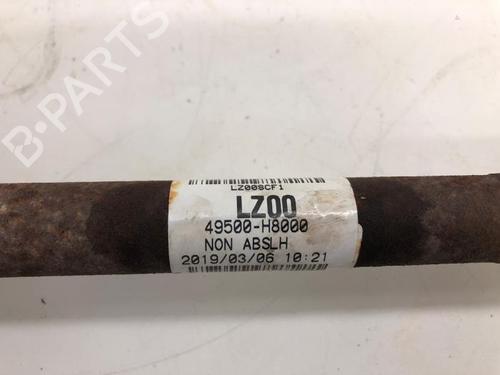 B-PARTS
LZ00SCF1
LZ00
49500-H8000
NON ABSLH
2019/03/06 10:21